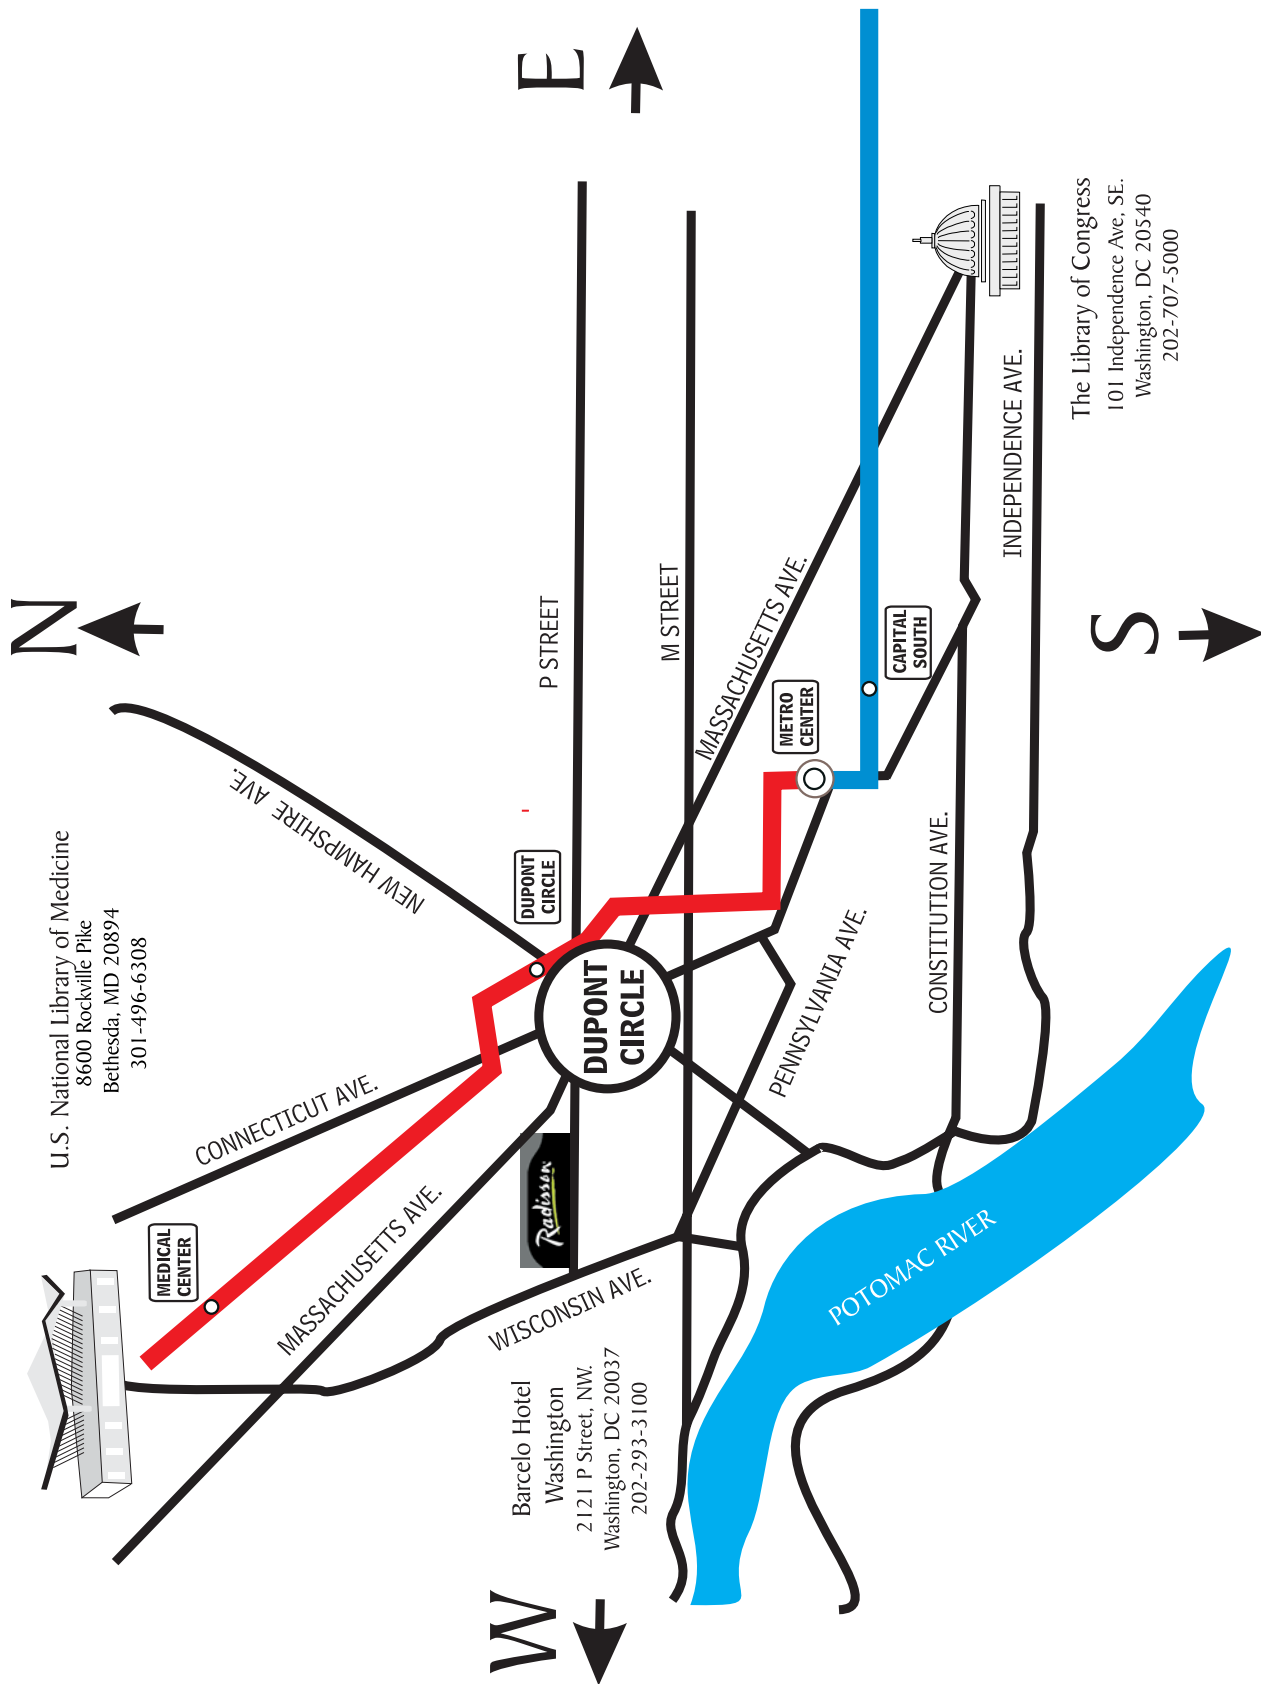 N
E
S
W
U.S. National Library of Medicine
8600 Rockville Pike
Bethesda, MD 20894
301-496-6308
MEDICAL
CENTER
CONNECTICUT AVE.
MASSACHUSETTS AVE.
NEW HAMPSHIRE AVE.
DUPONT
CIRCLE
DUPONT
CIRCLE
Radisson
P STREET
M STREET
WISCONSIN AVE.
Barcelo Hotel
Washington
2121 P Street, NW.
Washington, DC 20037
202-293-3100
MASSACHUSETTS AVE.
METRO
CENTER
CAPITAL
SOUTH
PENNSYLVANIA AVE.
CONSTITUTION AVE.
INDEPENDENCE AVE.
POTOMAC RIVER
The Library of Congress
101 Independence Ave, SE.
Washington, DC 20540
202-707-5000